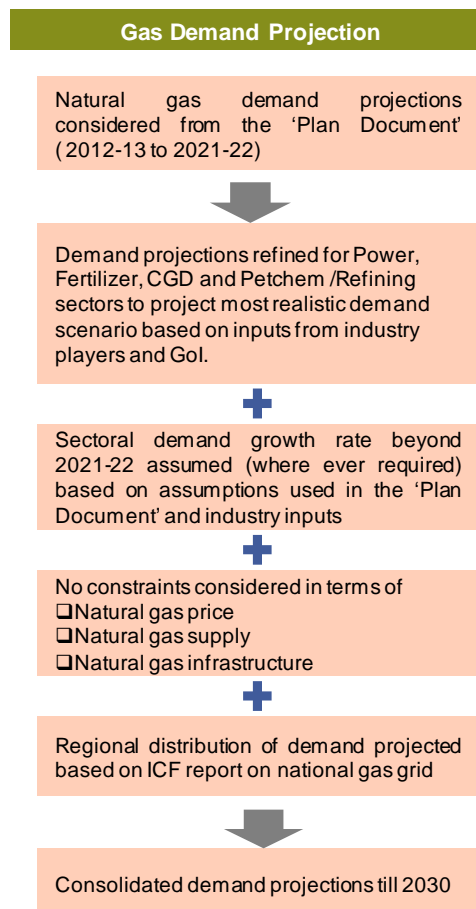 Gas Demand Projection
Natural gas demand projections
considered from the ‘Plan Document’
( 2012-13 to 2021-22)
Demand projections refined for Power,
Fertilizer, CGD and Petchem /Refining
sectors to project most realistic demand
scenario based on inputs from industry
players and GoI.
Sectoral demand growth rate beyond
2021-22 assumed (where ever required)
based on assumptions used in the ‘Plan
Document’ and industry inputs
No constraints considered in terms of
❑Natural gas price
❑Natural gas supply
❑Natural gas infrastructure
Regional distribution of demand projected
based on ICF report on national gas grid
Consolidated demand projections till 2030